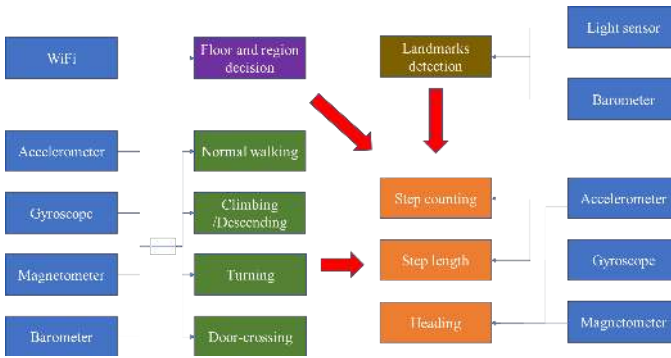 WiFi
Floor and region
decision
Landmarks
detection
Light sensor
Barometer
Accelerometer
Normal walking
Gyroscope
Climbing
/Descending
Magnetometer
Turning
Barometer
Door-crossing
Step counting
Step length
Heading
Accelerometer
Gyroscope
Magnetometer